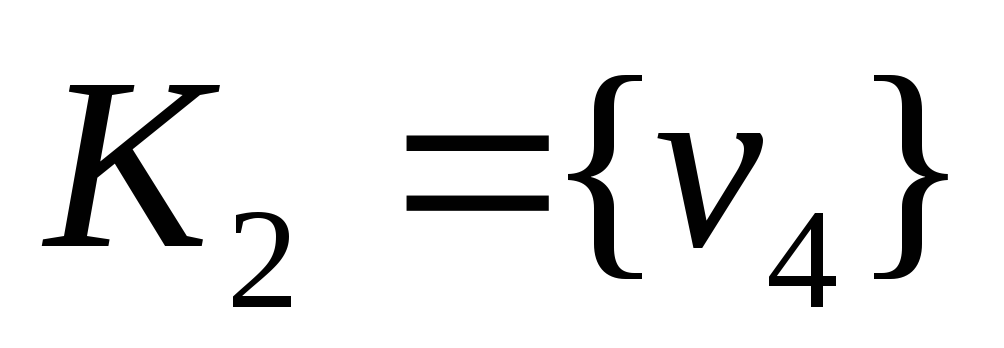 K₂ = {v₄}